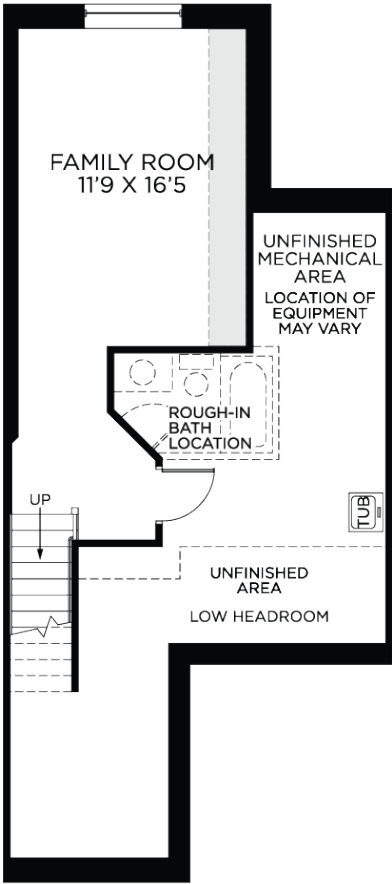 FAMILY ROOM
11'9 X 16'5
UNFINISHED
MECHANICAL
AREA
LOCATION OF
EQUIPMENT
MAY VARY
ROUGH-IN
BATH
LOCATION
UP
TUB
UNFINISHED
AREA
LOW HEADROOM